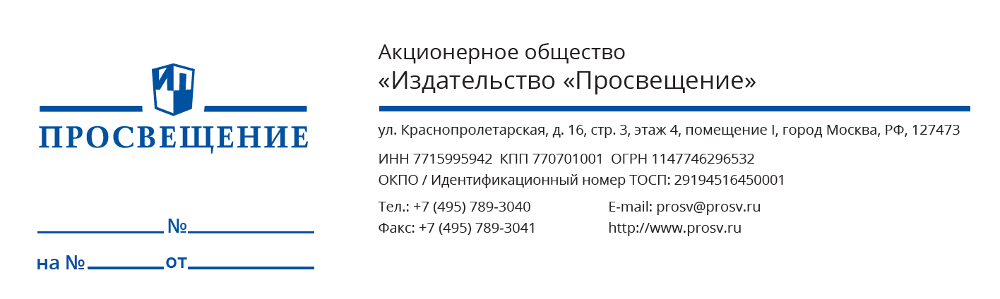 ИП
ПРОСВЕЩЕНИЕ
№
на № от
Акционерное общество
«Издательство «Просвещение»
ул. Краснопролетарская, д. 16, стр. 3, этаж 4, помещение I, город Москва, РФ, 127473
ИНН 7715995942 КПП 770701001 ОГРН 1147746296532
ОКПО / Идентификационный номер ТОСП: 29194516450001
Тел.: +7 (495) 789-3040 E-mail: prosv@prosv.ru
Факс: +7 (495) 789-3041 http://www.prosv.ru